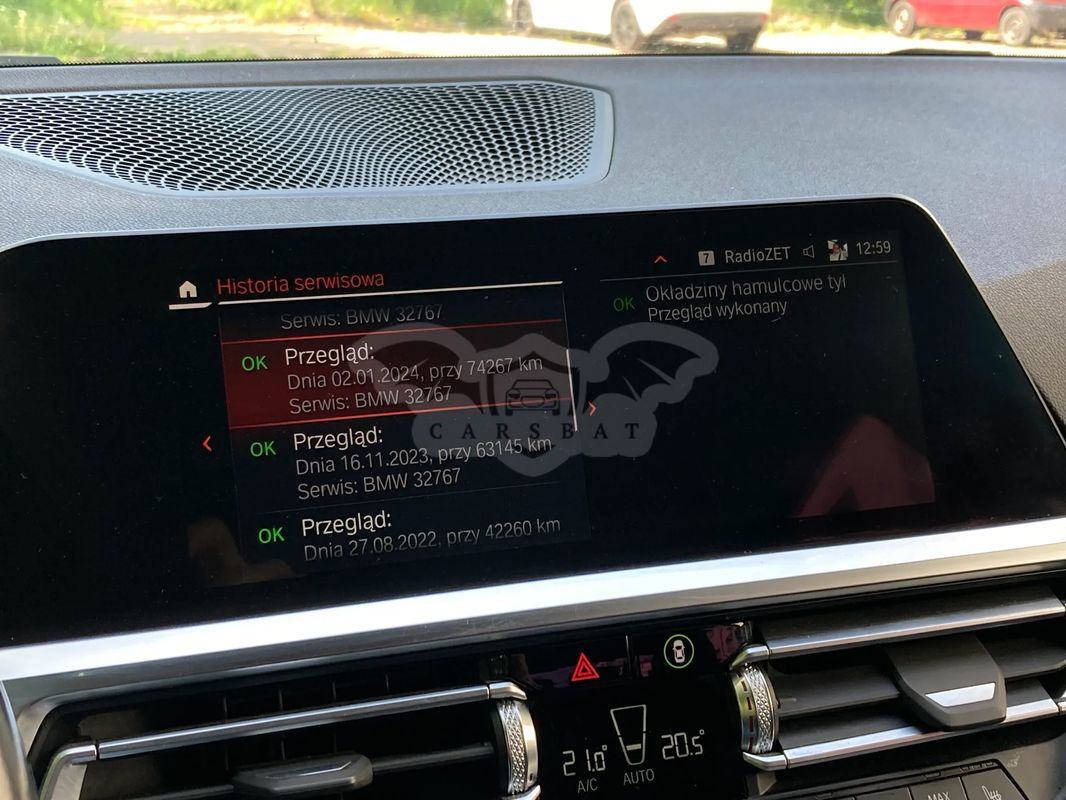 Historia serwisowa
7 RadioZET 12:59
Serwis: BMW 32767
OK Przegląd:
Dnia 02.01.2024, przy 74267 km
Serwis: BMW 32767
OK Przegląd:
Dnia 16.11.2023, przy 63145 km
Serwis: BMW 32767
OK Przegląd:
Dnia 27.08.2022, przy 42260 km
OK Okładziny hamulcowe tył
Przegląd wykonany
CARSBAT
21.0° 20.5°
A/C AUTO
MAX